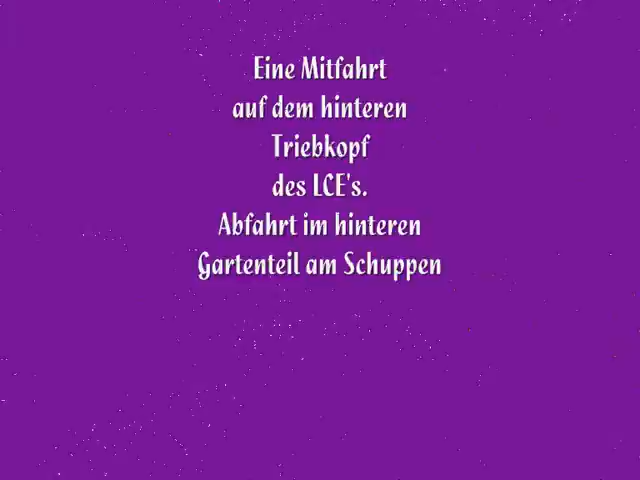 Eine Mitfahrt
auf dem hinteren
Triebkopf
des LCE's.
Abfahrt im hinteren
Gartenteil am Schuppen